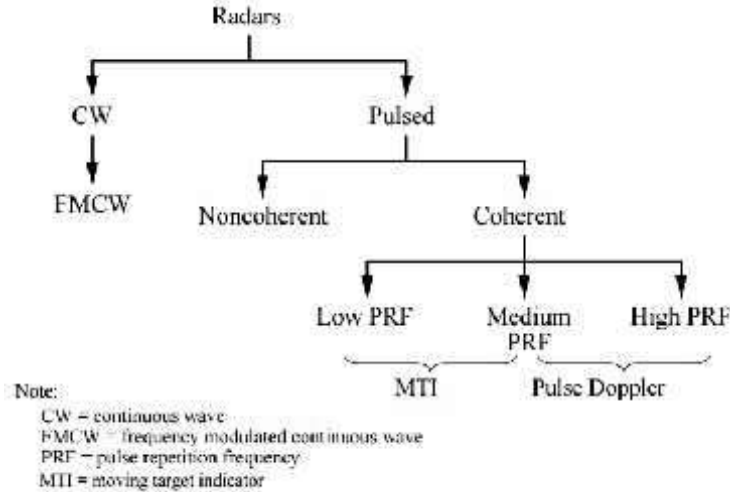 Radars
CW Pulsed
FMCW Noncoherent Coherent
Low PRF Medium High PRF
PRF
MTI Pulse Doppler
Note:
CW = continuous wave
FMCW = frequency modulated continuous wave
PRF = pulse repetition frequency
MTI = moving target indicator